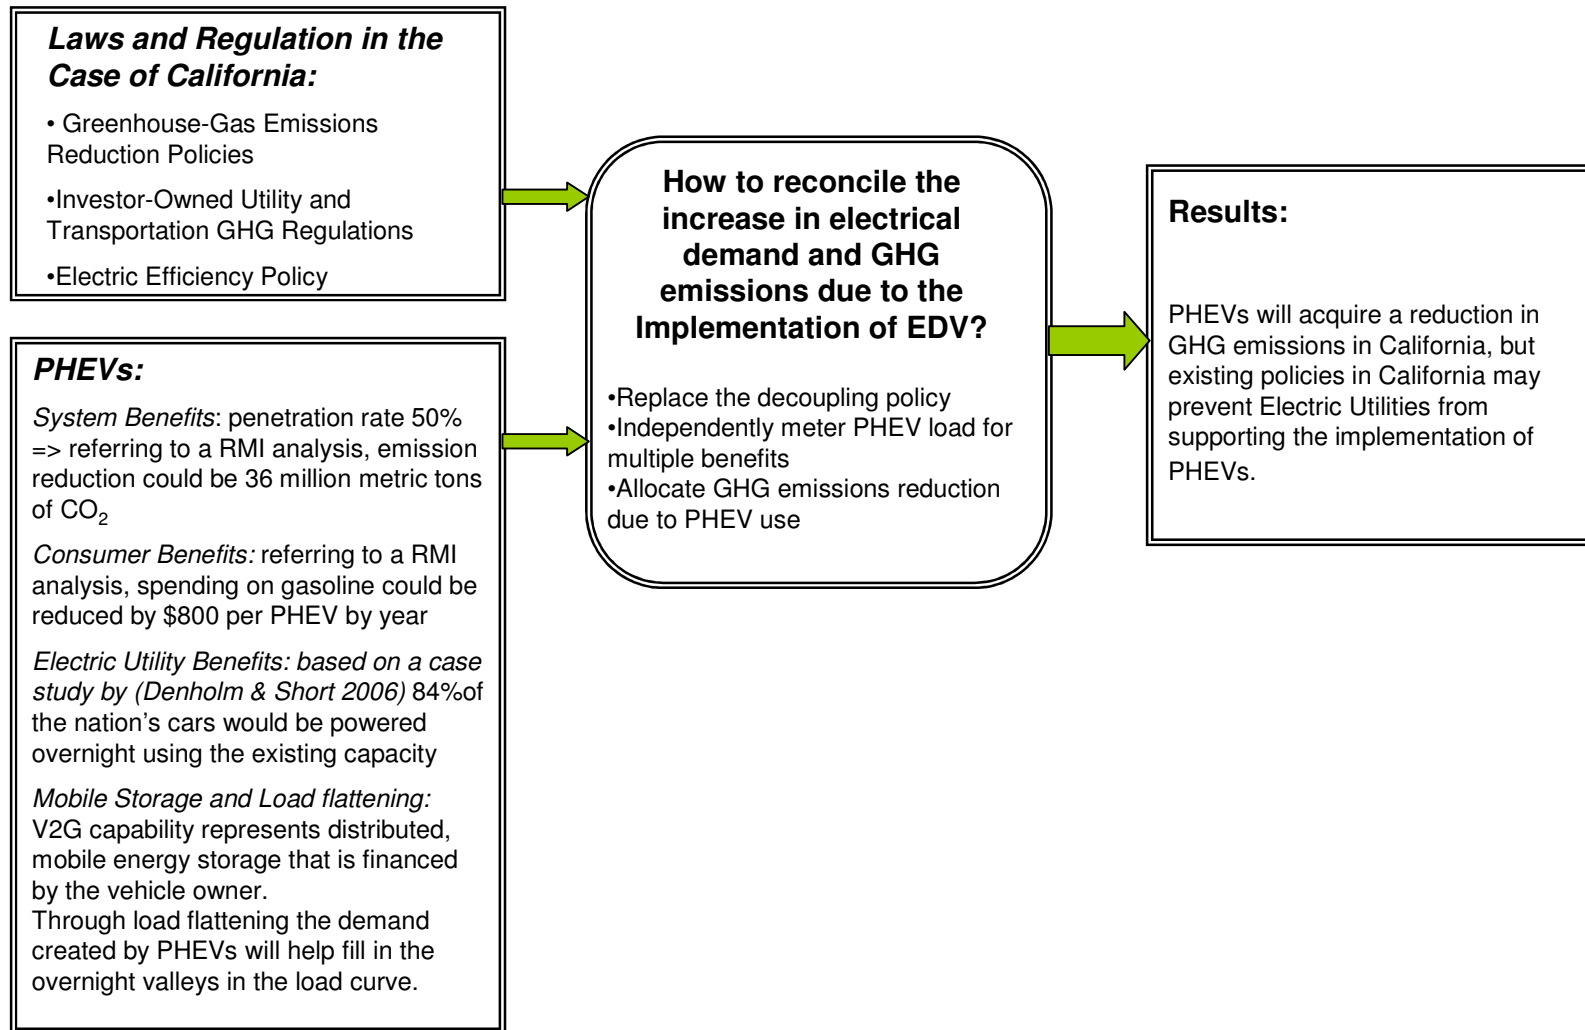 Laws and Regulation in the
Case of California:
• Greenhouse-Gas Emissions
Reduction Policies
•Investor-Owned Utility and
Transportation GHG Regulations
•Electric Efficiency Policy
PHEVs:
System Benefits: penetration rate 50%
=> referring to a RMI analysis, emission
reduction could be 36 million metric tons
of CO₂
Consumer Benefits: referring to a RMI
analysis, spending on gasoline could be
reduced by $800 per PHEV by year
Electric Utility Benefits: based on a case
study by (Denholm & Short 2006) 84%of
the nation's cars would be powered
overnight using the existing capacity
Mobile Storage and Load flattening:
V2G capability represents distributed,
mobile energy storage that is financed
by the vehicle owner.
Through load flattening the demand
created by PHEVs will help fill in the
overnight valleys in the load curve.
How to reconcile the
increase in electrical
demand and GHG
emissions due to the
Implementation of EDV?
•Replace the decoupling policy
•Independently meter PHEV load for
multiple benefits
•Allocate GHG emissions reduction
due to PHEV use
Results:
PHEVs will acquire a reduction in
GHG emissions in California, but
existing policies in California may
prevent Electric Utilities from
supporting the implementation of
PHEVs.